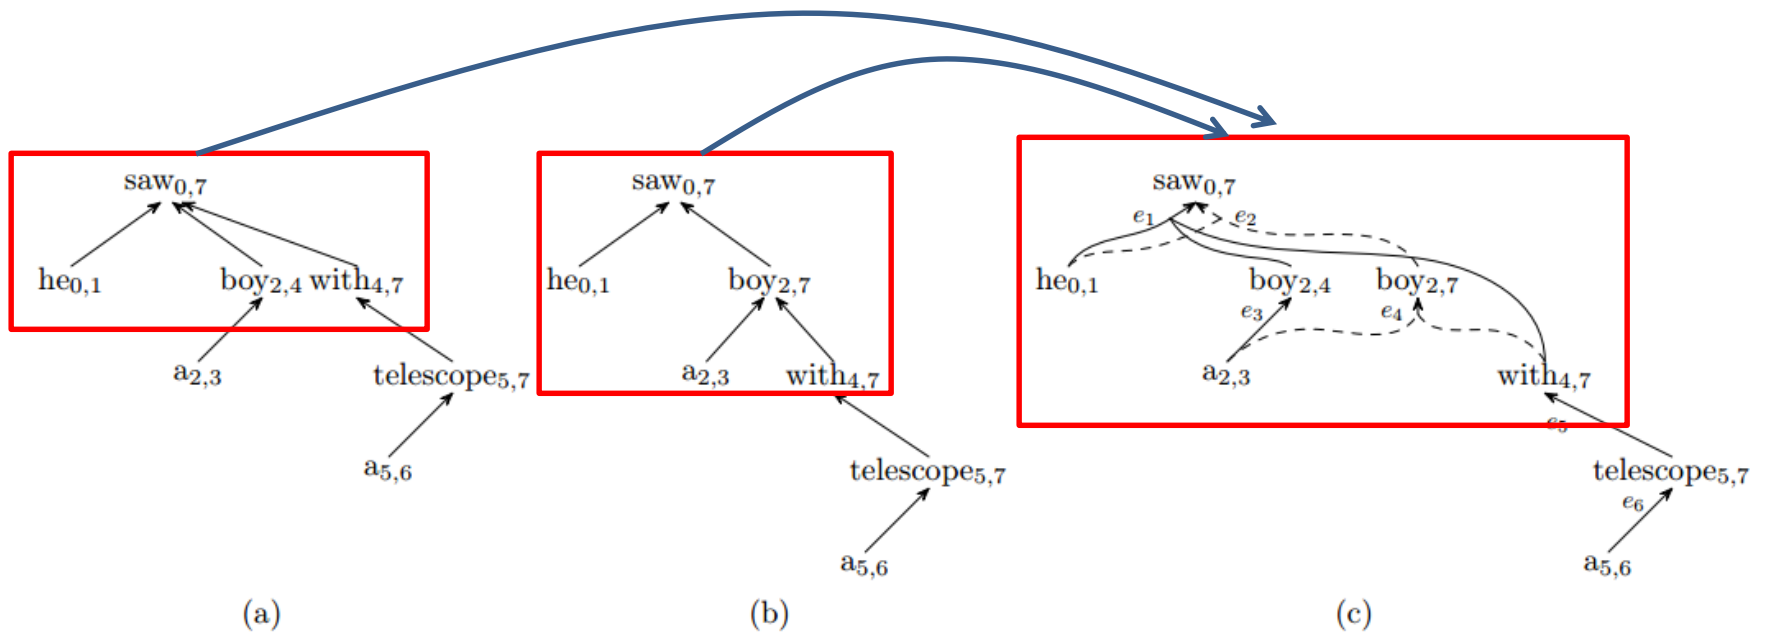 saw0,7 saw0,7 saw0,7
e1 e2
he0,1 boy2,4 with4,7 he0,1 boy2,7 he0,1 boy2,4 boy2,7
e3 e4
a2,3 telescope5,7 a2,3 with4,7 a2,3 with4,7
e5
a5,6 telescope5,7 telescope5,7
e6
a5,6 a5,6
(a) (b) (c)